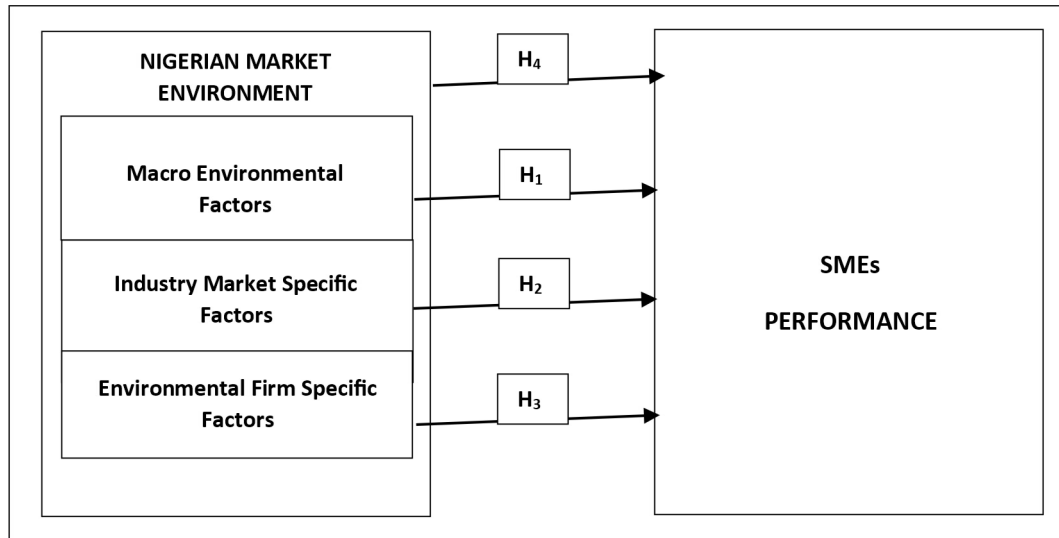 NIGERIAN MARKET
ENVIRONMENT
Macro Environmental
Factors
Industry Market Specific
Factors
Environmental Firm Specific
Factors
H₄
H₁
H₂
H₃
SMEs
PERFORMANCE